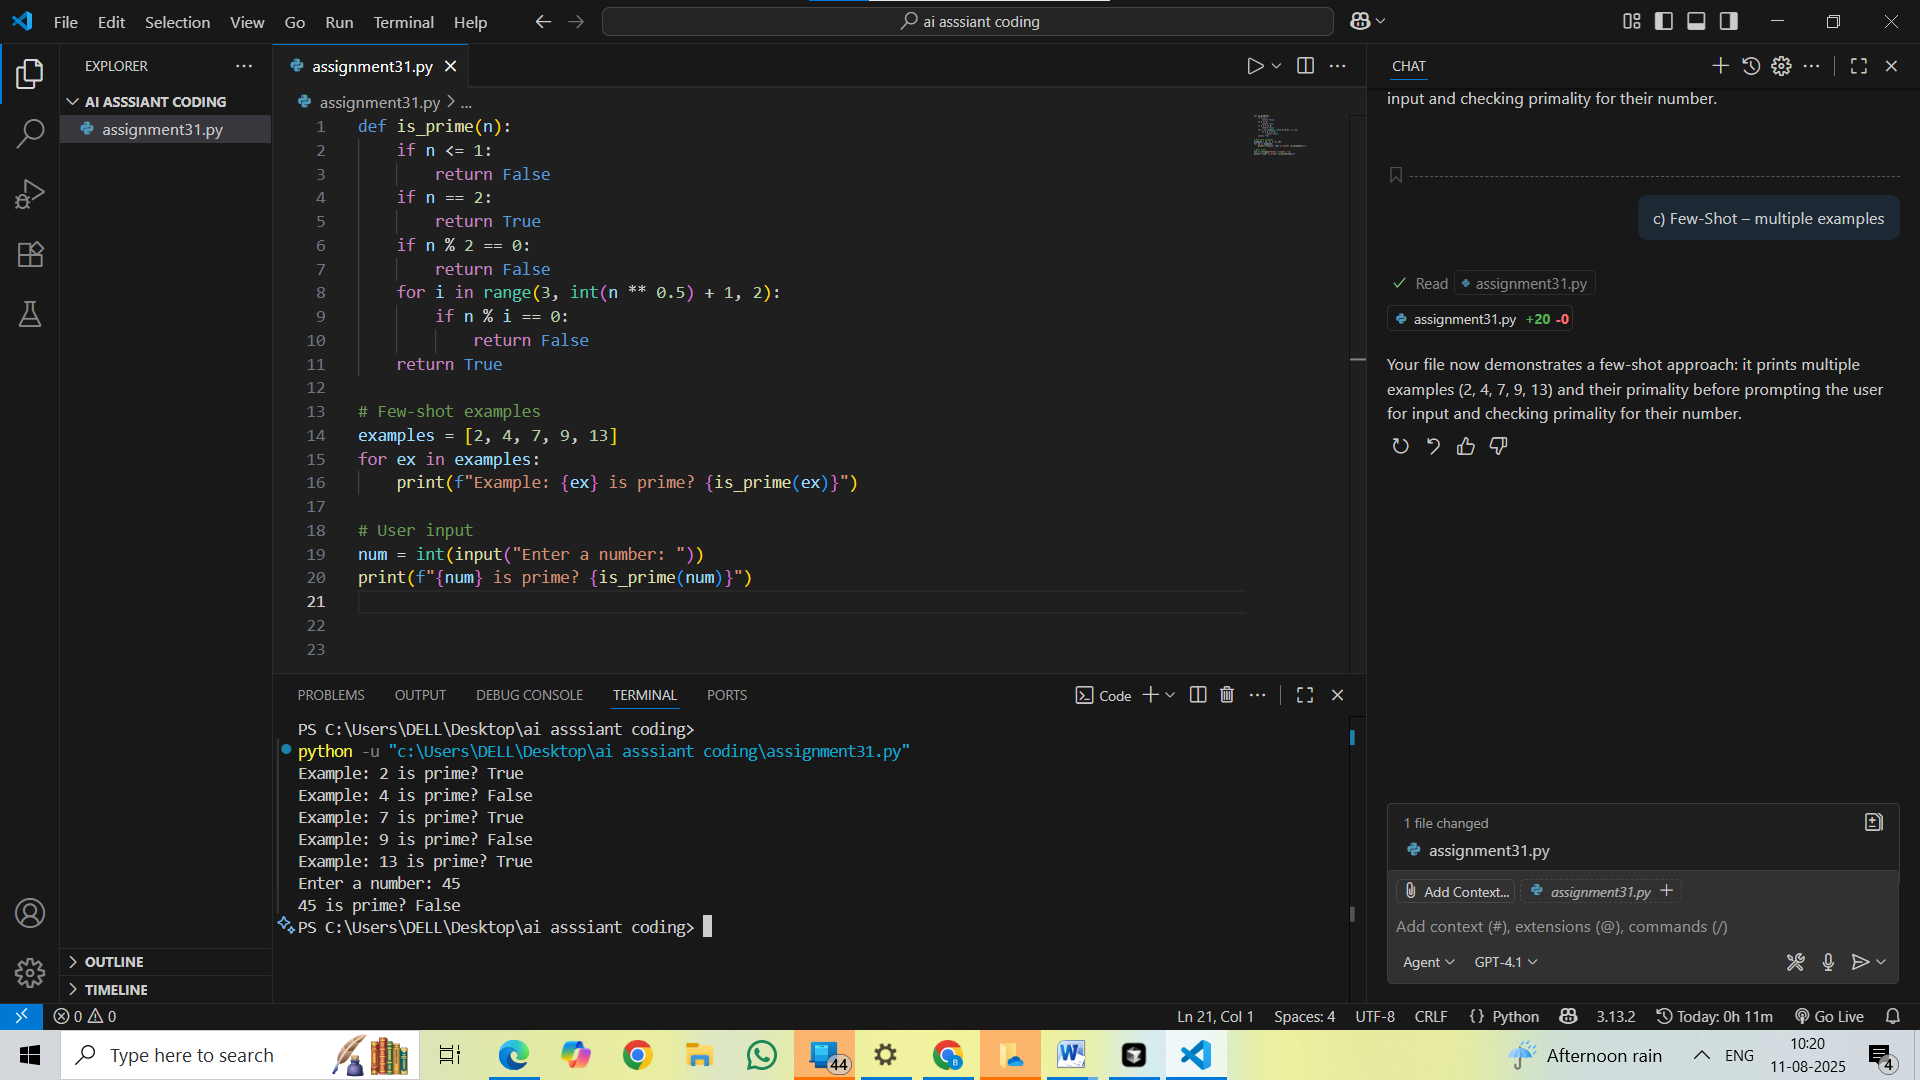 File Edit Selection View Go Run Terminal Help
ai asssiant coding
EXPLORER
AI ASSSIANT CODING
assignment31.py
OUTLINE
TIMELINE
assignment31.py
assignment31.py > ...
1 def is_prime(n):
2 if n <= 1:
3 return False
4 if n == 2:
5 return True
6 if n % 2 == 0:
7 return False
8 for i in range(3, int(n ** 0.5) + 1, 2):
9 if n % i == 0:
10 return False
11 return True
12
13 # Few-shot examples
14 examples = [2, 4, 7, 9, 13]
15 for ex in examples:
16 print(f"Example: {ex} is prime? {is_prime(ex)}")
17
18 # User input
19 num = int(input("Enter a number: "))
20 print(f"{num} is prime? {is_prime(num)}")
21
22
23
PROBLEMS OUTPUT DEBUG CONSOLE TERMINAL PORTS
Code
PS C:\Users\DELL\Desktop\ai asssiant coding>
python -u "c:\Users\DELL\Desktop\ai asssiant coding\assignment31.py"
Example: 2 is prime? True
Example: 4 is prime? False
Example: 7 is prime? True
Example: 9 is prime? False
Example: 13 is prime? True
Enter a number: 45
45 is prime? False
PS C:\Users\DELL\Desktop\ai asssiant coding>
CHAT
input and checking primality for their number.
c) Few-Shot – multiple examples
Read assignment31.py
assignment31.py +20 -0
Your file now demonstrates a few-shot approach: it prints multiple
examples (2, 4, 7, 9, 13) and their primality before prompting the user
for input and checking primality for their number.
1 file changed
assignment31.py
Add Context... assignment31.py
Add context (#), extensions (@), commands (/)
Agent GPT-4.1
0 0
Ln 21, Col 1 Spaces: 4 UTF-8 CRLF {} Python 3.13.2 Today: 0h 11m Go Live
Type here to search
44
Afternoon rain
ENG
10:20
11-08-2025
4